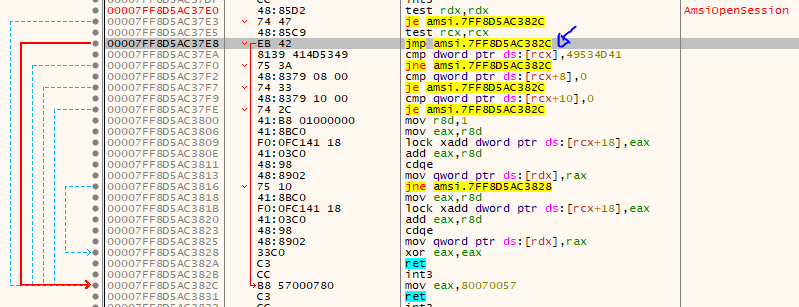 CC int3
00007FF8D5AC37E0 48:85D2 test rdx,rdx AmsiOpenSession
00007FF8D5AC37E3 74 47 je amsi.7FF8D5AC382C
00007FF8D5AC37E5 48:85C9 test rcx,rcx
00007FF8D5AC37E8 EB 42 jmp amsi.7FF8D5AC382C
00007FF8D5AC37EA 8139 414D5349 cmp dword ptr ds:[rcx],49534D41
00007FF8D5AC37F0 75 3A jne amsi.7FF8D5AC382C
00007FF8D5AC37F2 48:8379 08 00 cmp qword ptr ds:[rcx+8],0
00007FF8D5AC37F7 74 33 je amsi.7FF8D5AC382C
00007FF8D5AC37F9 48:8379 10 00 cmp qword ptr ds:[rcx+10],0
00007FF8D5AC37FE 74 2C je amsi.7FF8D5AC382C
00007FF8D5AC3800 41:B8 01000000 mov r8d,1
00007FF8D5AC3806 41:8BC0 mov eax,r8d
00007FF8D5AC3809 F0:0FC141 18 lock xadd dword ptr ds:[rcx+18],eax
00007FF8D5AC380E 41:03C0 add eax,r8d
00007FF8D5AC3811 48:98 cdqe
00007FF8D5AC3813 48:8902 mov qword ptr ds:[rdx],rax
00007FF8D5AC3816 75 10 jne amsi.7FF8D5AC3828
00007FF8D5AC3818 41:8BC0 mov eax,r8d
00007FF8D5AC381B F0:0FC141 18 lock xadd dword ptr ds:[rcx+18],eax
00007FF8D5AC3820 41:03C0 add eax,r8d
00007FF8D5AC3823 48:98 cdqe
00007FF8D5AC3825 48:8902 mov qword ptr ds:[rdx],rax
00007FF8D5AC3828 33C0 xor eax,eax
00007FF8D5AC382A C3 ret
00007FF8D5AC382B CC int3
00007FF8D5AC382C B8 57000780 mov eax,80070057
00007FF8D5AC3831 C3 ret